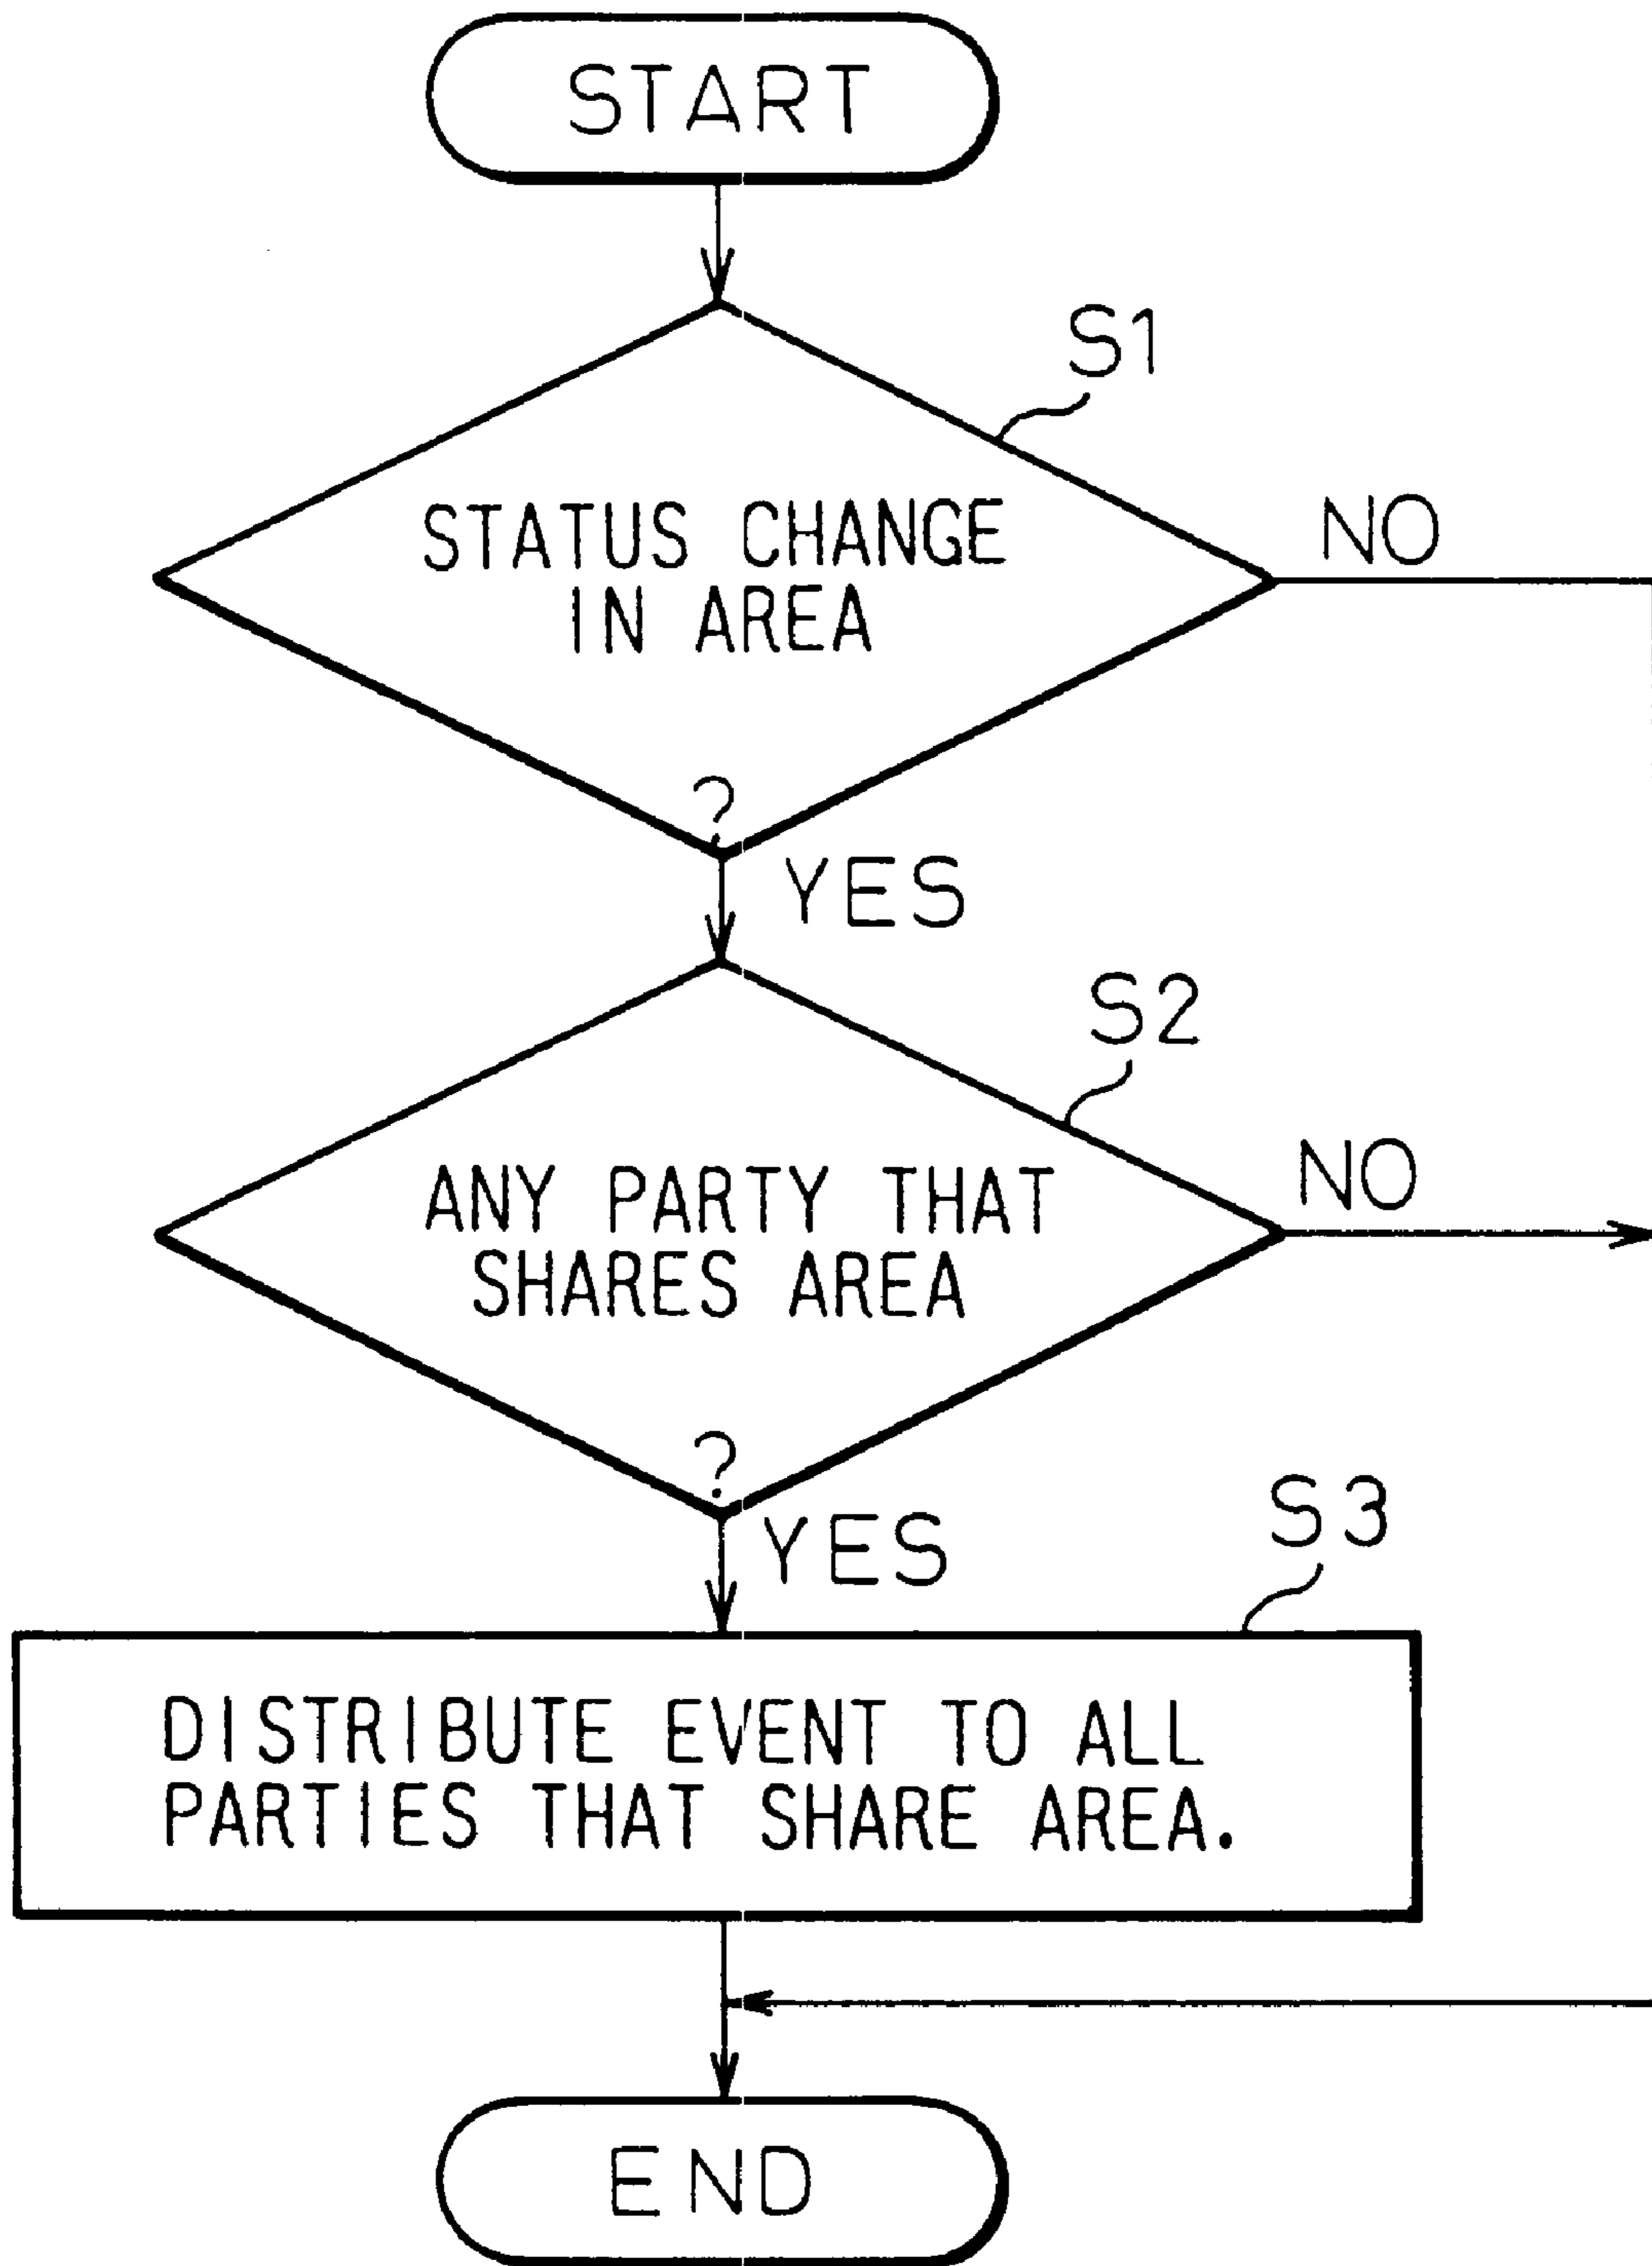 START
S1
STATUS CHANGE
IN AREA
?
NO
YES
S2
ANY PARTY THAT
SHARES AREA
?
NO
YES
S3
DISTRIBUTE EVENT TO ALL
PARTIES THAT SHARE AREA.
END